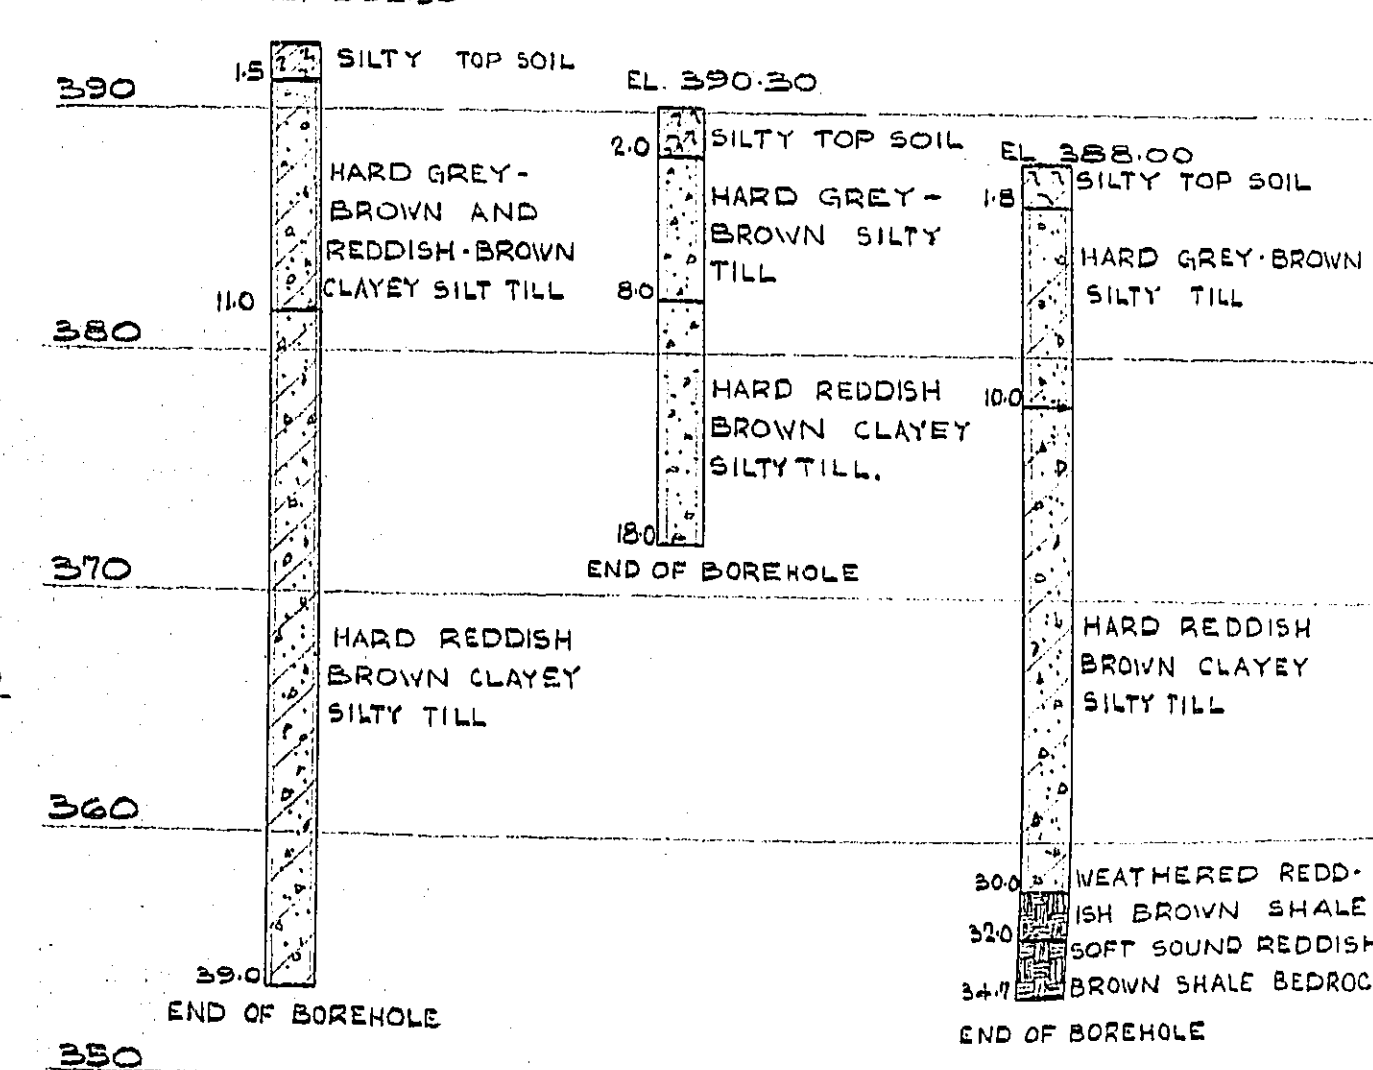 1.5
SILTY TOP SOIL
390
HARD GREY-
BROWN AND
REDDISH-BROWN
CLAYEY SILT TILL
11.0
380
370
HARD REDDISH
BROWN CLAYEY
SILTY TILL
360
39.0
END OF BOREHOLE
350
EL. 390.30
2.0
SILTY TOP SOIL
HARD GREY-
BROWN SILTY
TILL
8.0
HARD REDDISH
BROWN CLAYEY
SILTY TILL.
18.0
END OF BOREHOLE
EL 388.00
SILTY TOP SOIL
1.8
HARD GREY-BROWN
SILTY TILL
10.0
HARD REDDISH
BROWN CLAYEY
SILTY TILL
30.0
WEATHERED REDD-
ISH BROWN SHALE
32.0
SOFT SOUND REDDISH
BROWN SHALE BEDROC
34.7
END OF BOREHOLE